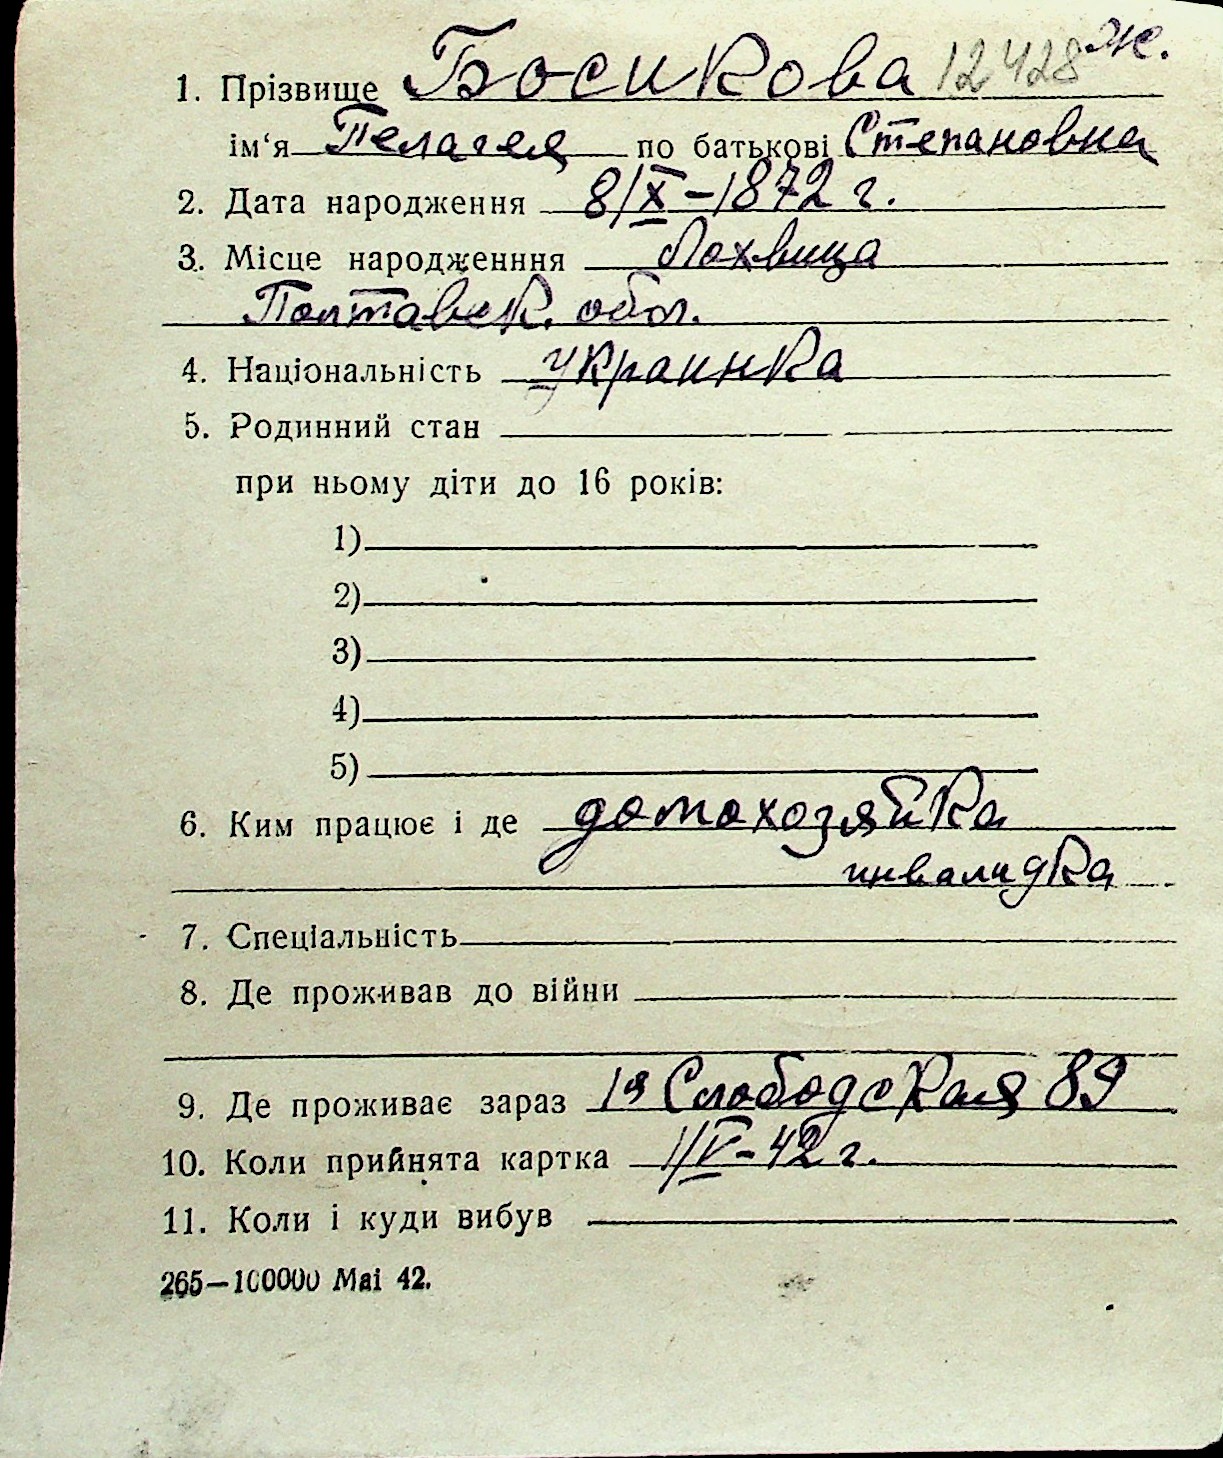 ж.
1. Прізвище Босикова 12428
ім‘я Пелагея по батькові Степановна
2. Дата народження 8/X-1872 г.
3. Місце народженння Лохвица
Полтавск. обл.
4. Національність украинка
5. Родинний стан
при ньому діти до 16 років:
1)
2)
3)
4)
5)
6. Ким працює і де домохозяйка
инвалидка
7. Спеціальність
8. Де проживав до війни
9. Де проживає зараз 1я Слободская 89
10. Коли прийнята картка 1/V-42 г.
11. Коли і куди вибув
265—100000 Mai 42.